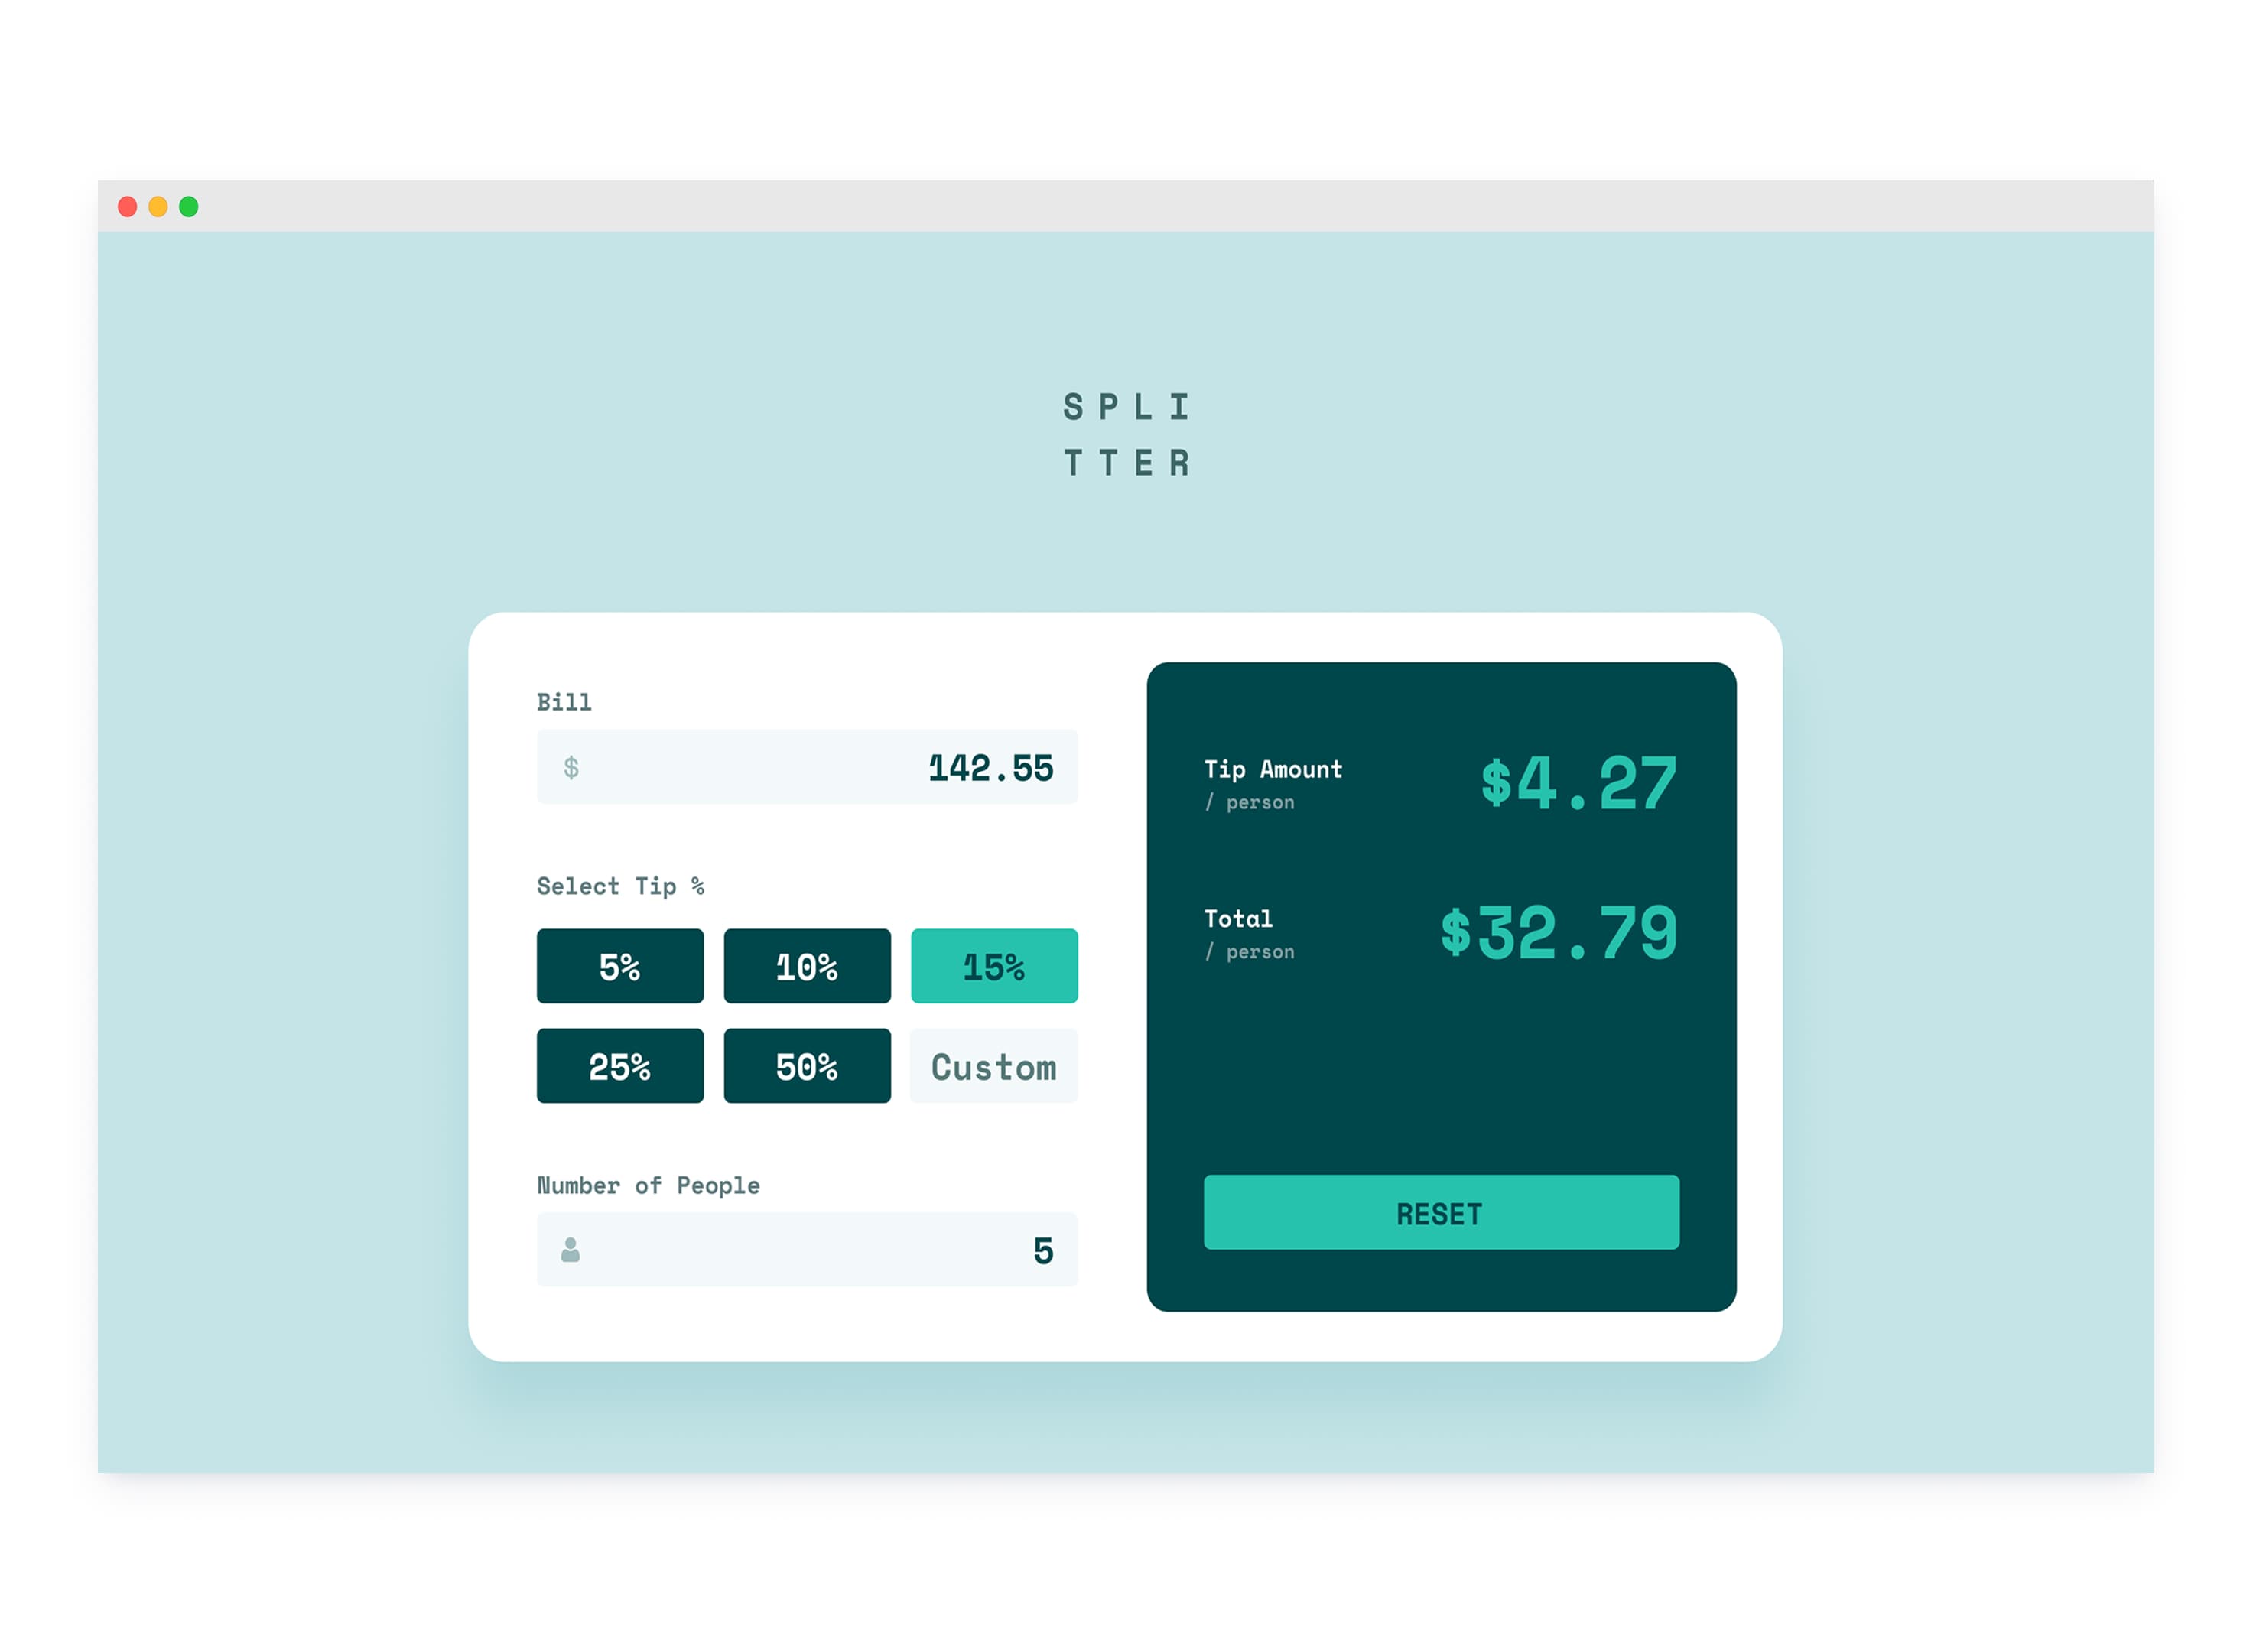 S P L I
T T E R
Bill
$ 142.55
Select Tip %
5% 10% 15%
25% 50% Custom
Number of People
5
Tip Amount $4.27
/ person
Total $32.79
/ person
RESET